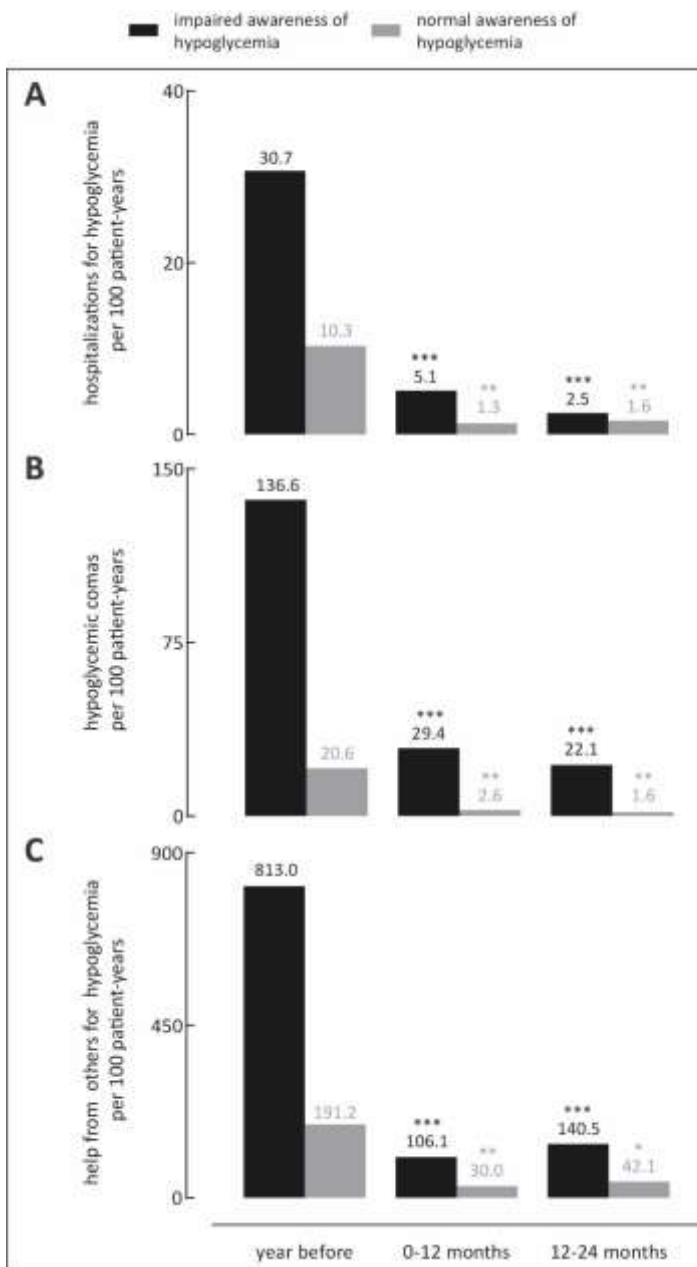 impaired awareness of
hypoglycemia
normal awareness of
hypoglycemia
A
hospitalizations for hypoglycemia
per 100 patient-years
40
20
0
30.7
10.3
***
5.1
**
1.3
***
2.5
**
1.6
B
hypoglycemic comas
per 100 patient-years
150
75
0
136.6
20.6
***
29.4
**
2.6
***
22.1
**
1.6
C
help from others for hypoglycemia
per 100 patient-years
900
450
0
813.0
191.2
***
106.1
**
30.0
***
140.5
*
42.1
year before
0-12 months
12-24 months